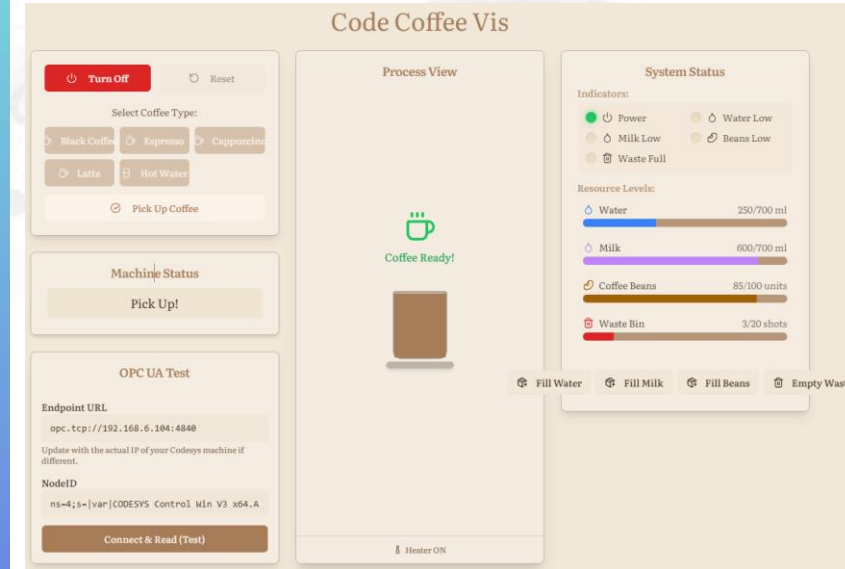 Code Coffee Vis
Turn Off
Reset
Select Coffee Type:
Black Coffee
Espresso
Cappuccino
Latte
Hot Water
Pick Up Coffee
Machine Status
Pick Up!
OPC UA Test
Endpoint URL
opc.tcp://192.168.6.104:4840
Update with the actual IP of your Codesys machine if
different.
NodeID
ns=4;s=|var|CODESYS Control Win V3 x64.A
Connect & Read (Test)
Process View
Coffee Ready!
Heater ON
System Status
Indicators:
Power
Water Low
Milk Low
Beans Low
Waste Full
Resource Levels:
Water 250/700 ml
Milk 600/700 ml
Coffee Beans 85/100 units
Waste Bin 3/20 shots
Fill Water
Fill Milk
Fill Beans
Empty Was